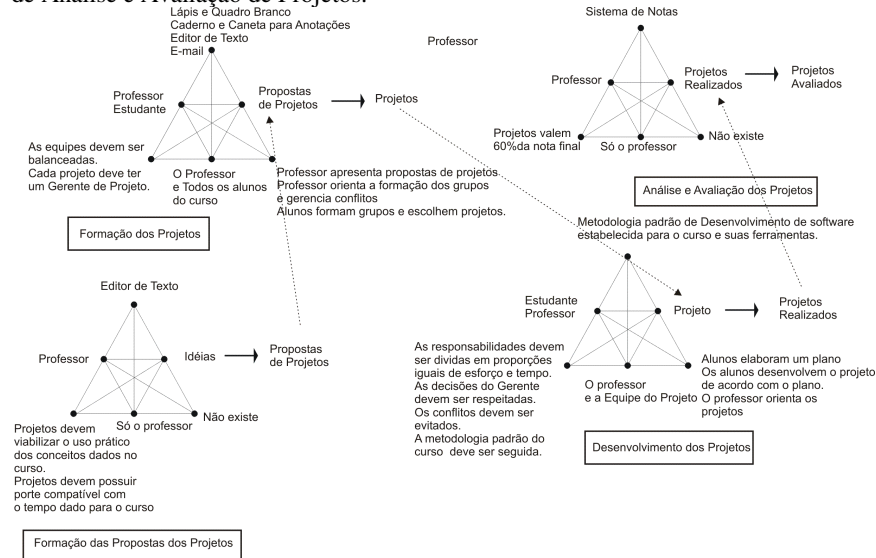 de Análise e Avaliação de Projetos.
Lápis e Quadro Branco
Caderno e Caneta para Anotações
Editor de Texto
E-mail
Professor
Estudante
Propostas
de Projetos
Projetos
As equipes devem ser
balanceadas.
Cada projeto deve ter
um Gerente de Projeto.
O Professor
e Todos os alunos
do curso
Professor apresenta propostas de projetos
Professor orienta a formação dos grupos
e gerencia conflitos
Alunos formam grupos e escolhem projetos.
Formação dos Projetos
Professor
Sistema de Notas
Professor
Projetos
Realizados
Projetos
Avaliados
Projetos valem
60%da nota final
Só o professor
Não existe
Análise e Avaliação dos Projetos
Editor de Texto
Professor
Idéias
Propostas
de Projetos
Projetos devem
viabilizar o uso prático
dos conceitos dados no
curso.
Projetos devem possuir
porte compatível com
o tempo dado para o curso
Só o professor
Não existe
Formação das Propostas dos Projetos
Metodologia padrão de Desenvolvimento de software
estabelecida para o curso e suas ferramentas.
Estudante
Professor
Projeto
Projetos
Realizados
As responsabilidades devem
ser dividas em proporções
iguais de esforço e tempo.
As decisões do Gerente
devem ser respeitadas.
Os conflitos devem ser
evitados.
A metodologia padrão do
curso deve ser seguida.
O professor
e a Equipe do Projeto
Alunos elaboram um plano
Os alunos desenvolvem o projeto
de acordo com o plano.
O professor orienta os
projetos
Desenvolvimento dos Projetos